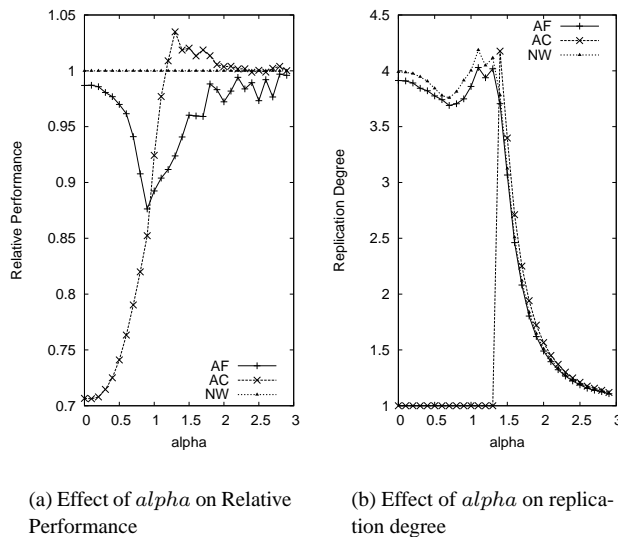 1.05
1
0.95
0.9
0.85
0.8
0.75
0.7
0 0.5 1 1.5 2 2.5 3
Relative Performance
alpha
AF
AC
NW
4.5
4
3.5
3
2.5
2
1.5
1
0 0.5 1 1.5 2 2.5 3
Replication Degree
alpha
AF
AC
NW
(a) Effect of alpha on Relative
Performance
(b) Effect of alpha on replica-
tion degree